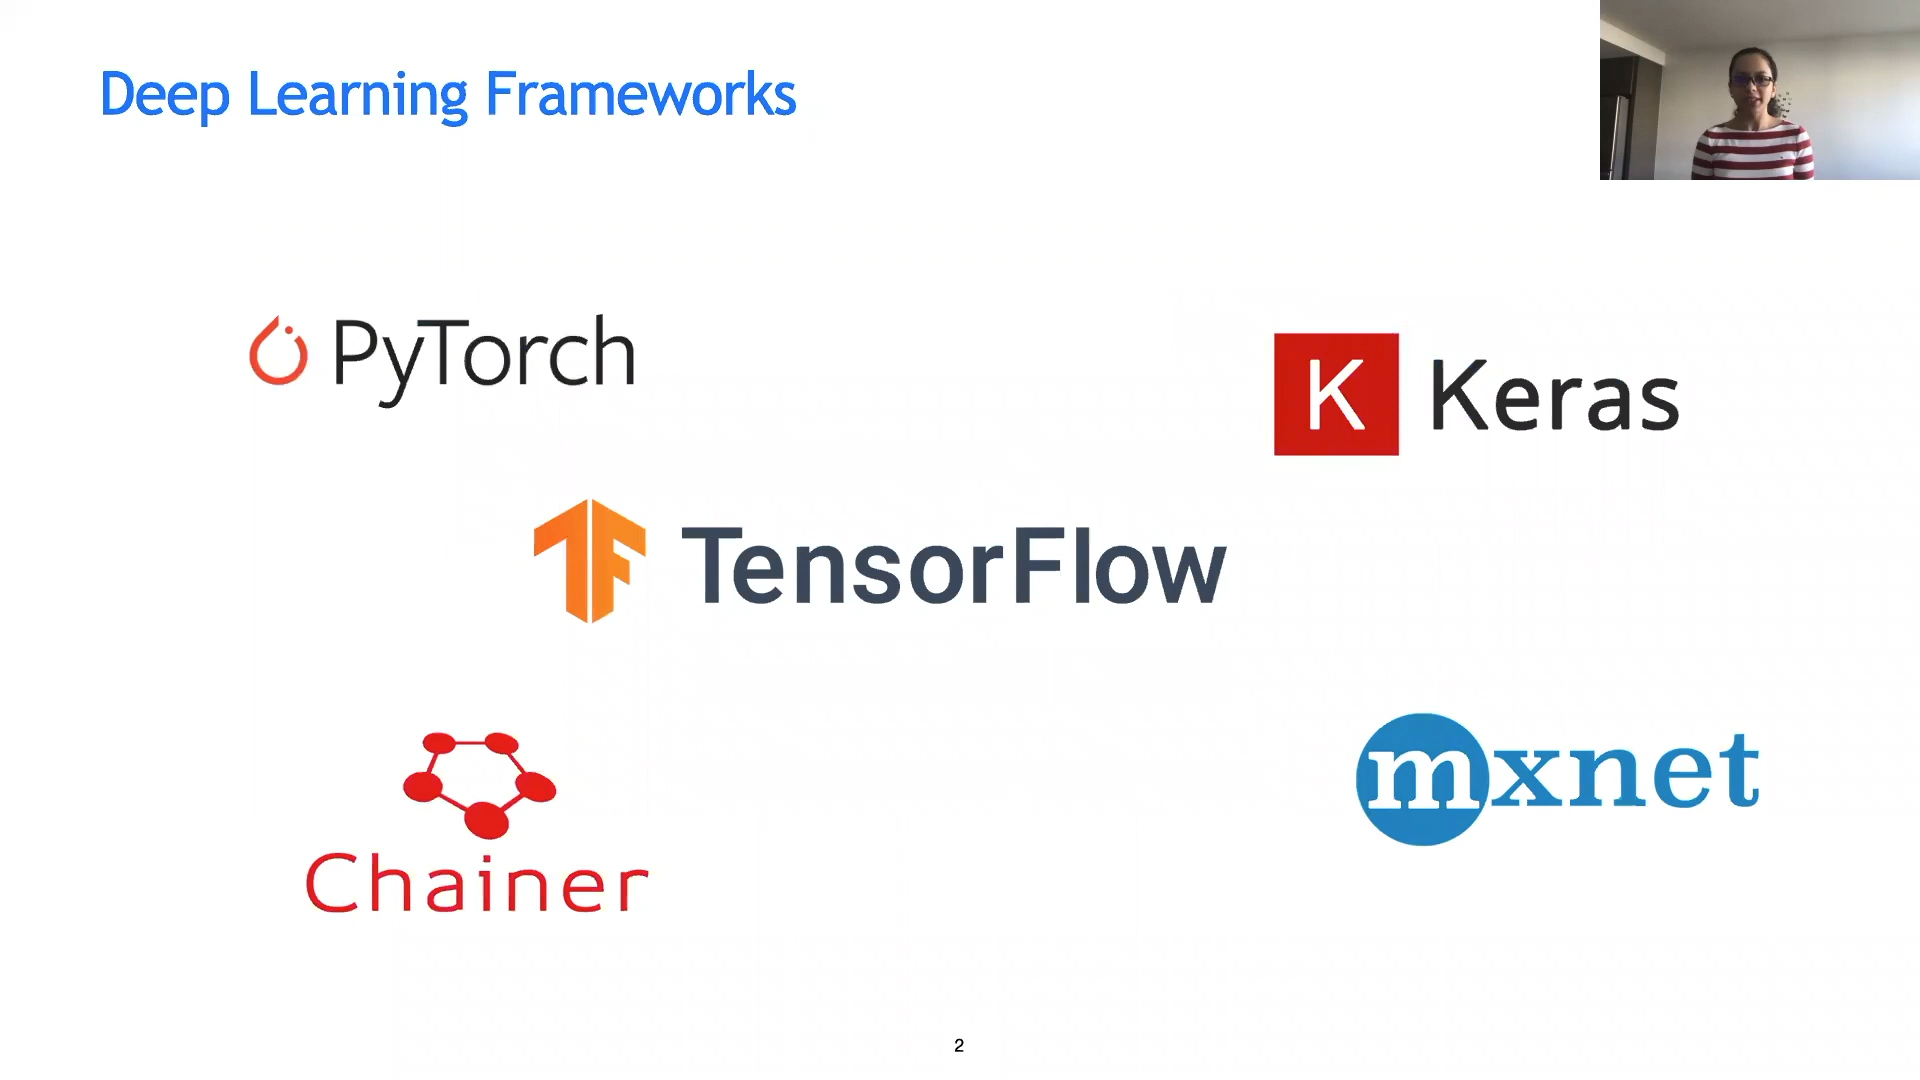 Deep Learning Frameworks
PyTorch
K Keras
TensorFlow
Chainer
mxnet
2